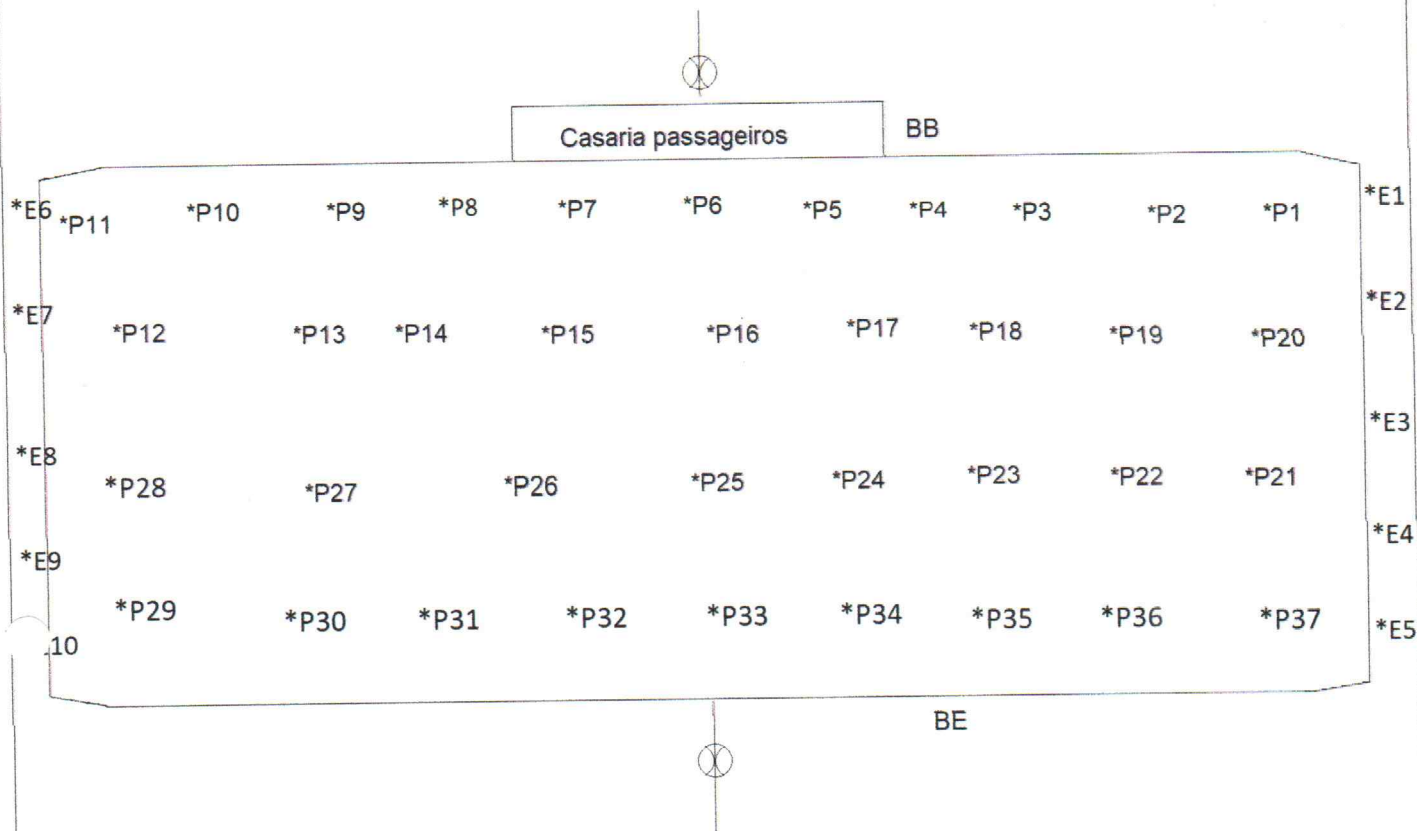 Casaria passageiros BB
*E6 *P11 *P10 *P9 *P8 *P7 *P6 *P5 *P4 *P3 *P2 *P1 *E1
*E7 *P12 *P13 *P14 *P15 *P16 *P17 *P18 *P19 *P20 *E2
*E8 *P28 *P27 *P26 *P25 *P24 *P23 *P22 *P21 *E3
*E9 *E4
*P29 *P30 *P31 *P32 *P33 *P34 *P35 *P36 *P37 *E5
10
BE